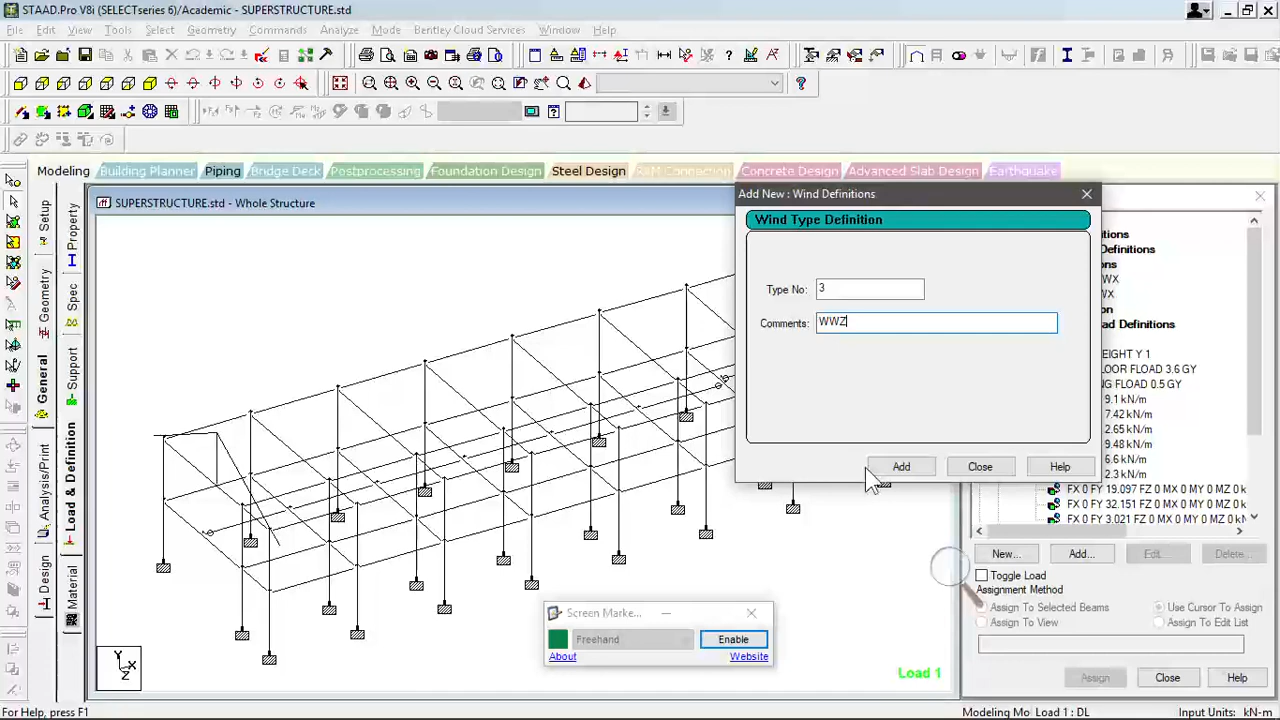 STAAD.Pro V8i (SELECTseries 6)/Academic - SUPERSTRUCTURE.std
File Edit View Tools Select Geometry Commands Analyze Mode Bentley Cloud Services Window Help
Modeling Building Planner Piping Bridge Deck Postprocessing Foundation Design Steel Design Concrete Design Advanced Slab Design Earthquake
SUPERSTRUCTURE.std - Whole Structure
Setup
Geometry
General
Analysis/Print
Design
Property
Spec
Support
Load & Definition
Material
Add New : Wind Definitions
Wind Type Definition
Type No: 3
Comments: WWZ
Add Close Help
WX
X
EIGHT Y 1
LOOR FLOAD 3.6 GY
G FLOAD 0.5 GY
9.1 kN/m
7.42 kN/m
2.65 kN/m
9.48 kN/m
6.6 kN/m
2.3 kN/m
FX 0 FY 19.097 FZ 0 MX 0 MY 0 MZ 0 k
FX 0 FY 32.151 FZ 0 MX 0 MY 0 MZ 0 k
FX 0 FY 3.021 FZ 0 MX 0 MY 0 MZ 0 kN
New... Add... Edit... Delete...
Toggle Load
Assignment Method
Assign To Selected Beams Use Cursor To Assign
Assign To View Assign To Edit List
Assign Close Help
Screen Marke...
Freehand Enable
About Website
Y
X
Z
Load 1
For Help, press F1
Modeling Mo Load 1 : DL Input Units: kN-m